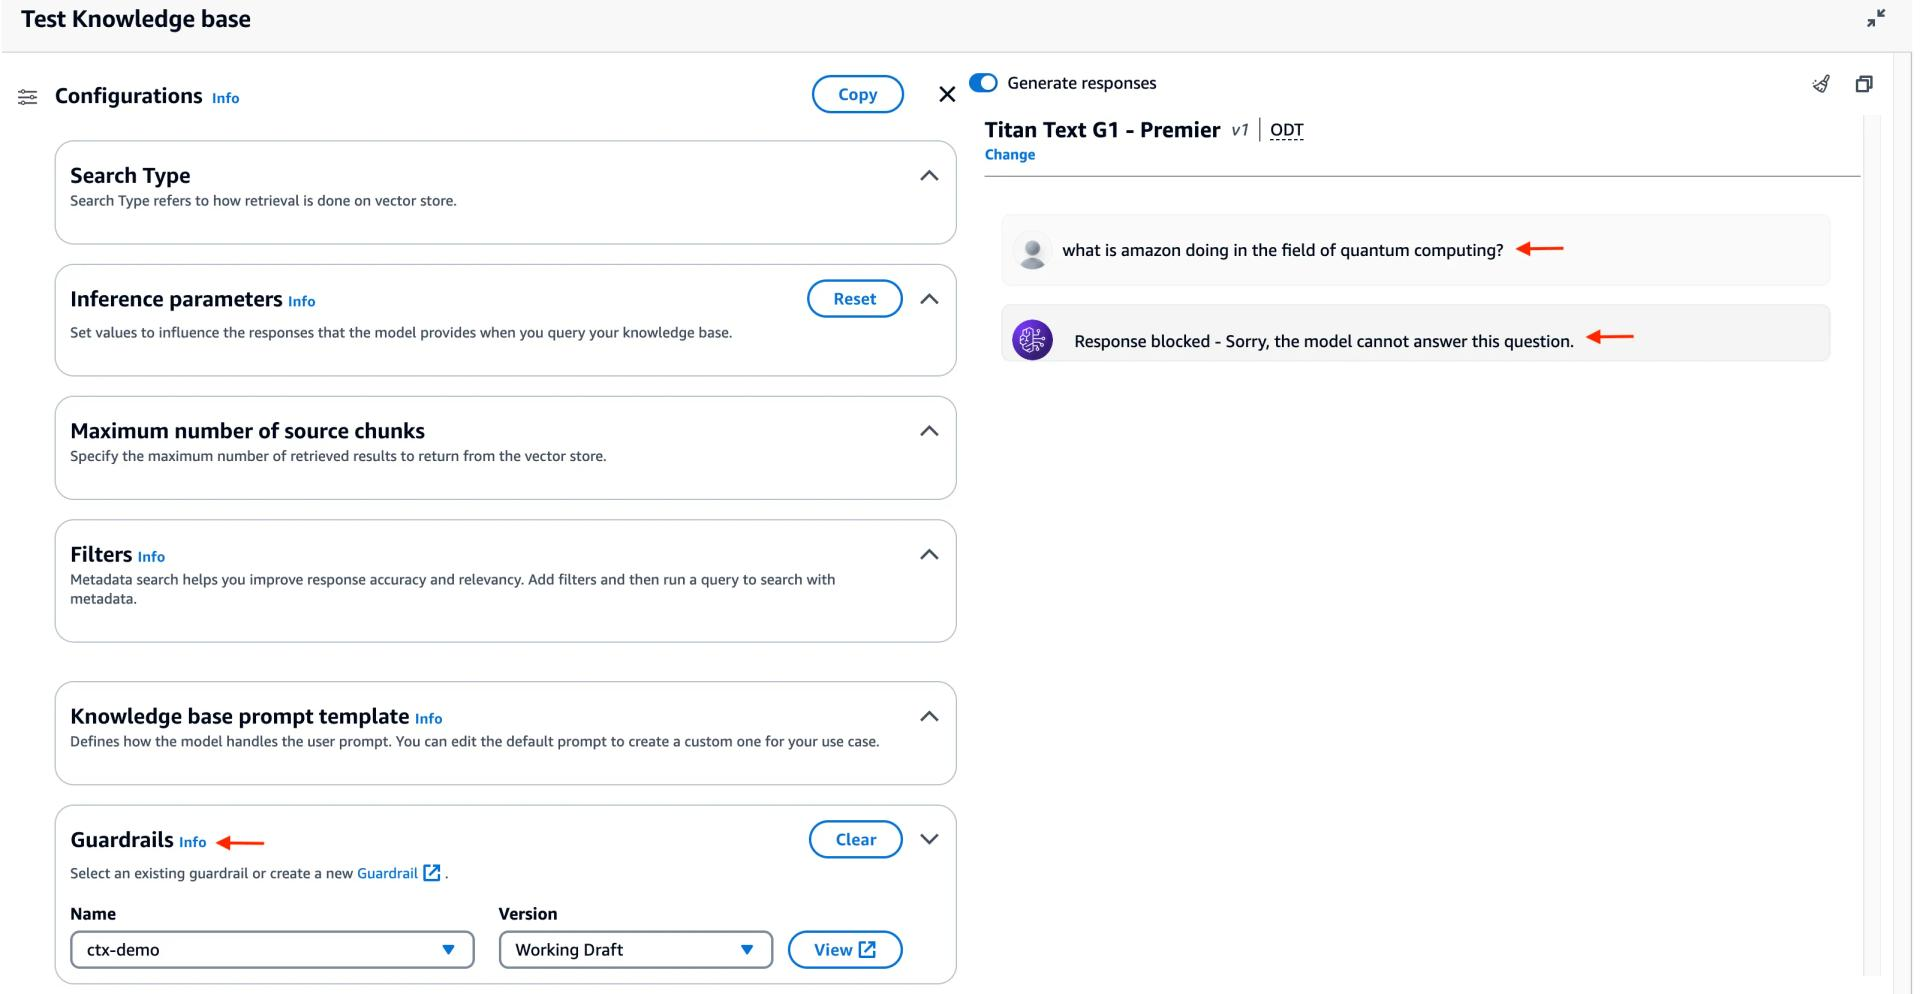 Test Knowledge base
Configurations Info
Copy
Search Type
Search Type refers to how retrieval is done on vector store.
Inference parameters Info
Reset
Set values to influence the responses that the model provides when you query your knowledge base.
Maximum number of source chunks
Specify the maximum number of retrieved results to return from the vector store.
Filters Info
Metadata search helps you improve response accuracy and relevancy. Add filters and then run a query to search with
metadata.
Knowledge base prompt template Info
Defines how the model handles the user prompt. You can edit the default prompt to create a custom one for your use case.
Guardrails Info
Clear
Select an existing guardrail or create a new Guardrail .
Name
Version
ctx-demo
Working Draft
View
Generate responses
Titan Text G1 - Premier v1 | ODT
Change
what is amazon doing in the field of quantum computing?
Response blocked - Sorry, the model cannot answer this question.